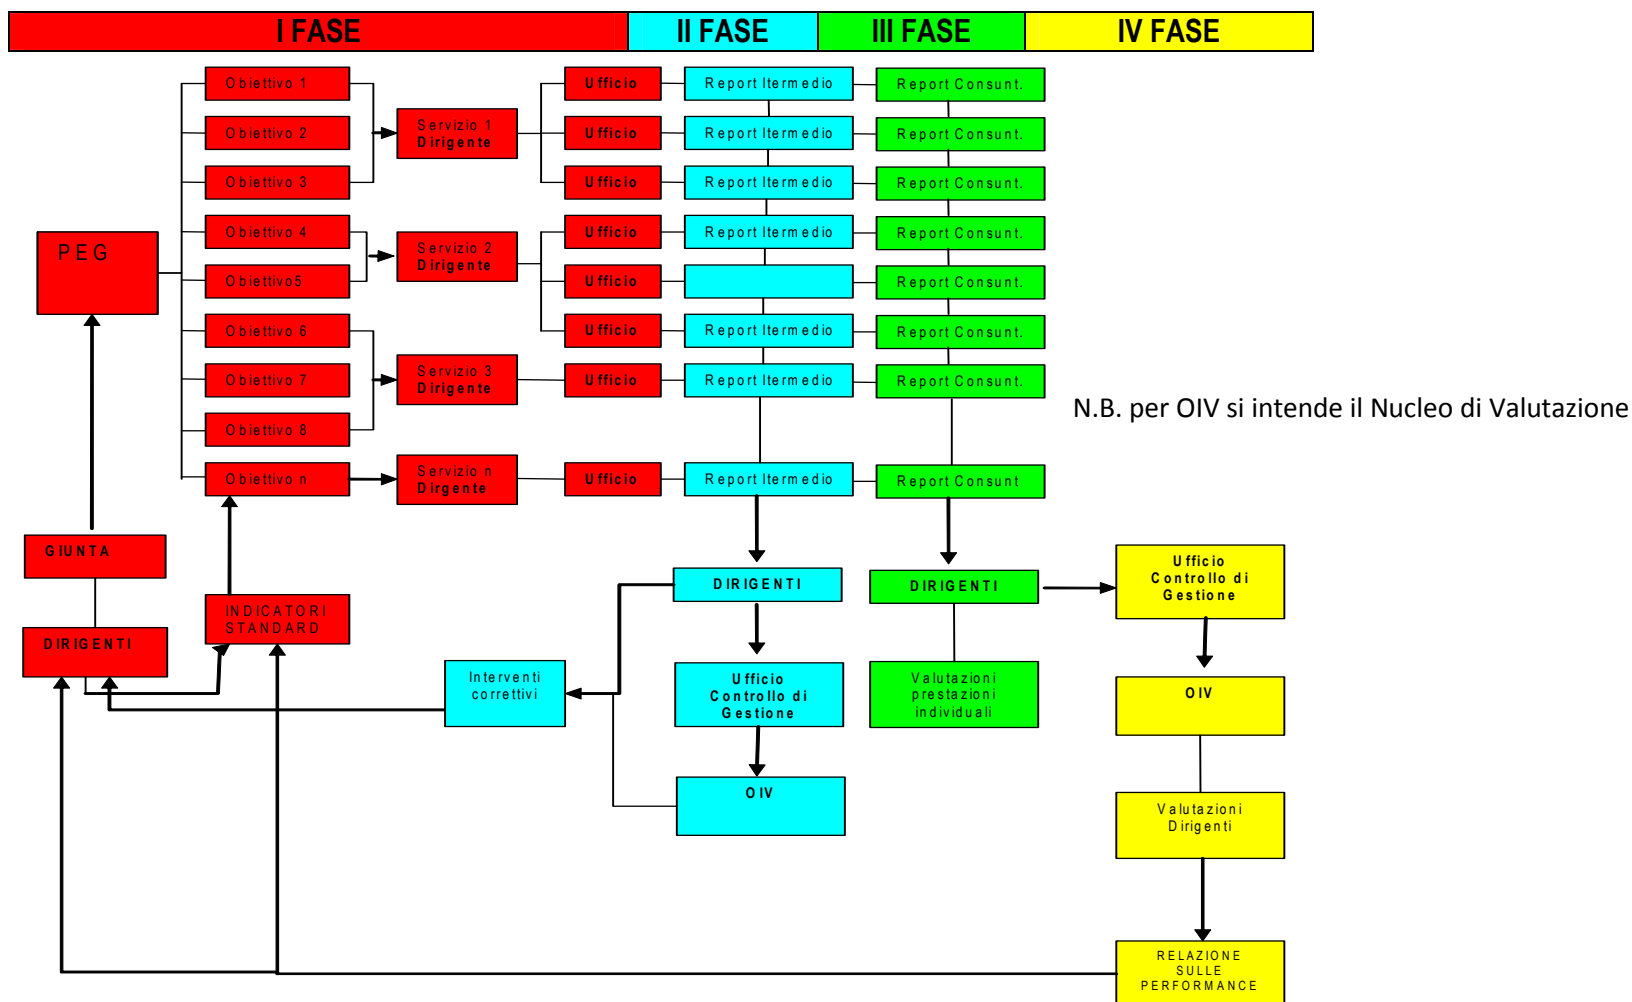 I FASE
II FASE
III FASE
IV FASE
Obiettivo 1
Ufficio
Report Itermedio
Report Consunt.
Servizio 1
Dirigente
Obiettivo 2
Ufficio
Report Itermedio
Report Consunt.
Obiettivo 3
Ufficio
Report Itermedio
Report Consunt.
PEG
Obiettivo 4
Servizio 2
Dirigente
Ufficio
Report Itermedio
Report Consunt.
Obiettivo5
Ufficio
Report Consunt.
Obiettivo 6
Ufficio
Report Itermedio
Report Consunt.
Servizio 3
Dirigente
Obiettivo 7
Ufficio
Report Itermedio
Report Consunt.
N.B. per OIV si intende il Nucleo di Valutazione
Obiettivo 8
Obiettivo n
Servizio n
Dirgente
Ufficio
Report Itermedio
Report Consunt
GIUNTA
DIRIGENTI
INDICATORI
STANDARD
DIRIGENTI
DIRIGENTI
Ufficio
Controllo di
Gestione
Interventi
correttivi
Ufficio
Controllo di
Gestione
Valutazioni
prestazioni
individuali
OIV
OIV
Valutazioni
Dirigenti
RELAZIONE
SULLE
PERFORMANCE